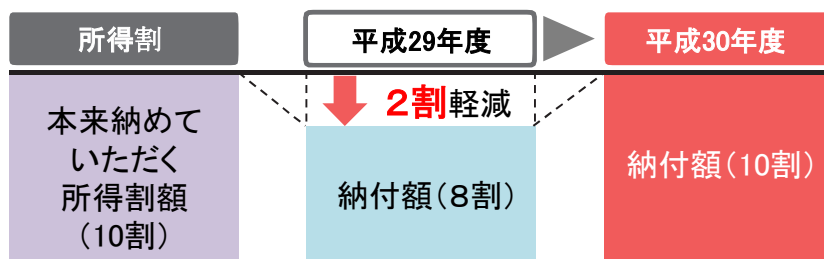 所得割
平成29年度
平成30年度
本来納めて
いただく
所得割額
(10割)
2割軽減
納付額(8割)
納付額(10割)